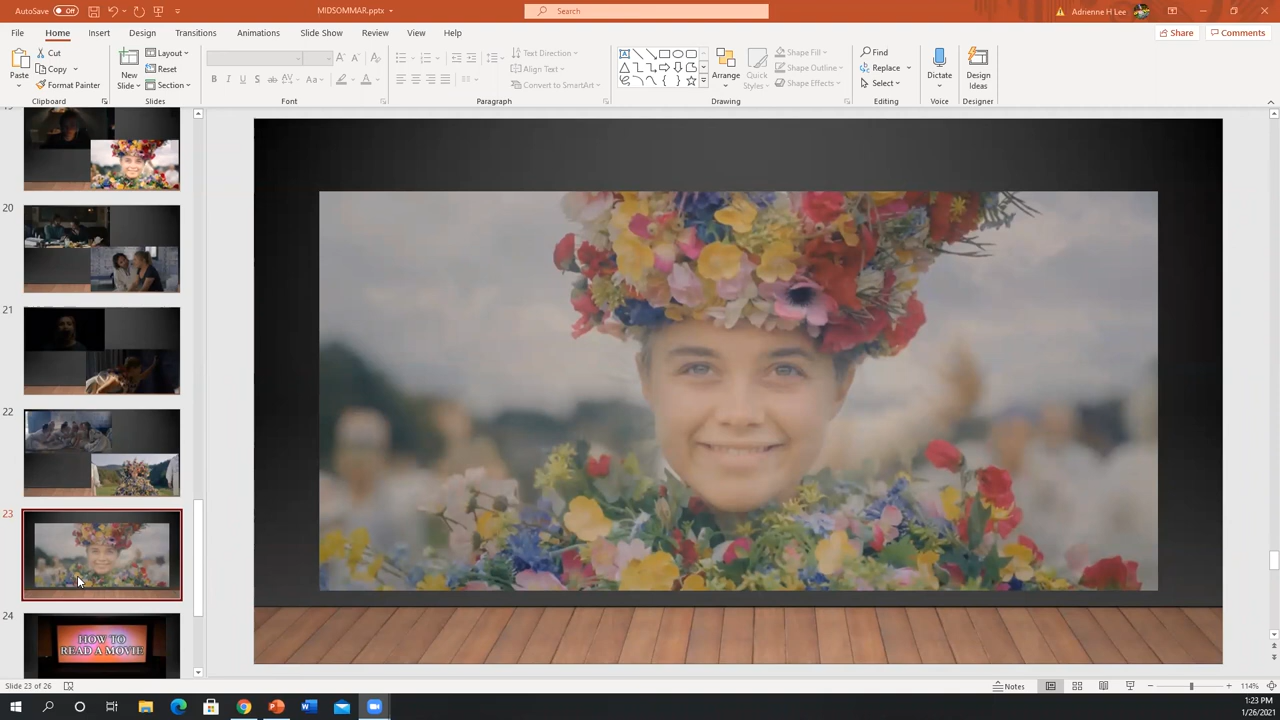 AutoSave Off MIDSOMMAR.pptx Search Adrienne H Lee
File Home Insert Design Transitions Animations Slide Show Review View Help Share Comments
Paste Cut Copy Format Painter Clipboard
New Slide Layout Reset Section Slides
B I U S ab AV Aa A Font
Text Direction Align Text Convert to SmartArt Paragraph
Arrange Quick Styles Shape Fill Shape Outline Shape Effects Drawing
Find Replace Select Editing
Dictate Voice
Design Ideas Designer
20
21
22
23
24
HOW TO
READ A MOVIE
Slide 23 of 26 Notes 114%
1:23 PM
1/26/2021